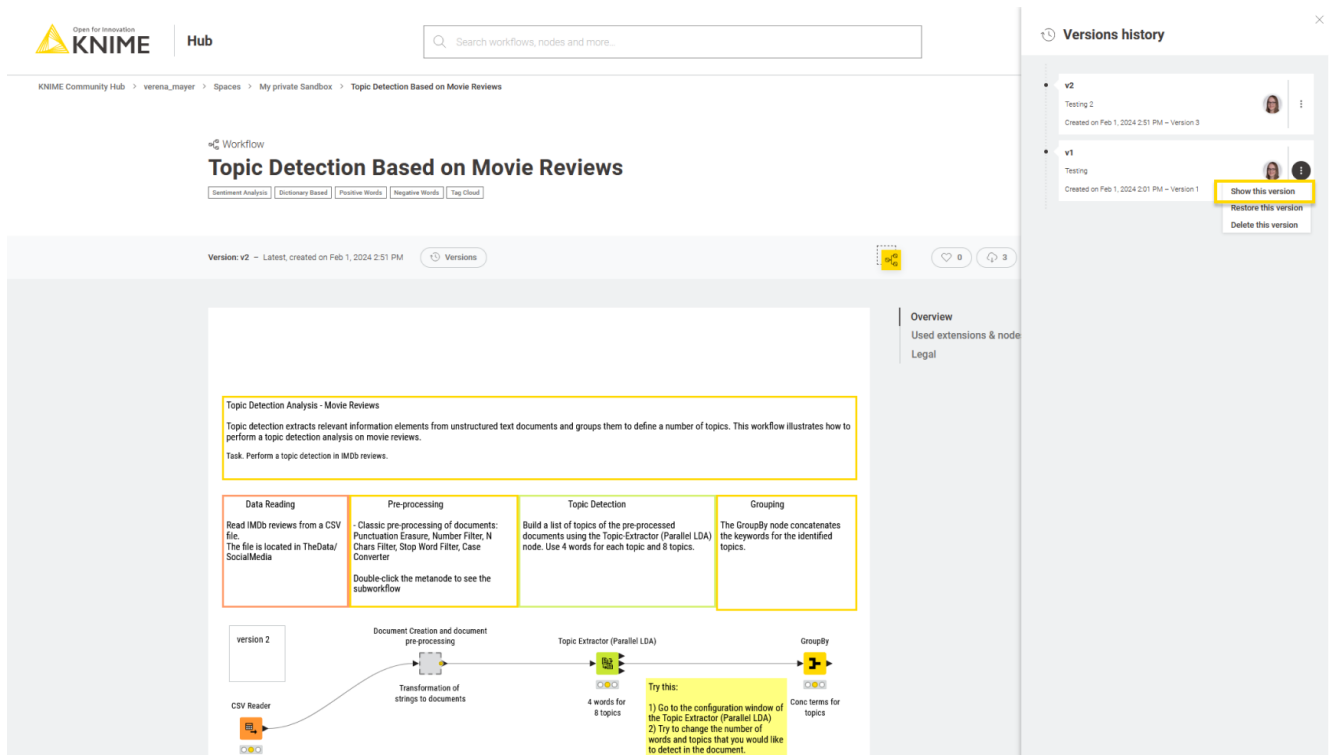 Open for Innovation
KNIME
Hub
Search workflows, nodes and more...
KNIME Community Hub > verena_mayer > Spaces > My private Sandbox > Topic Detection Based on Movie Reviews
Workflow
Topic Detection Based on Movie Reviews
Sentiment Analysis
Dictionary Based
Positive Words
Negative Words
Tag Cloud
Version: v2 – Latest, created on Feb 1, 2024 2:51 PM
Versions
0
3
Overview
Used extensions & node
Legal
Topic Detection Analysis - Movie Reviews
Topic detection extracts relevant information elements from unstructured text documents and groups them to define a number of topics. This workflow illustrates how to
perform a topic detection analysis on movie reviews.
Task. Perform a topic detection in IMDb reviews.
Data Reading
Read IMDb reviews from a CSV
file.
The file is located in TheData/
SocialMedia
Pre-processing
- Classic pre-processing of documents:
Punctuation Erasure, Number Filter, N
Chars Filter, Stop Word Filter, Case
Converter
Double-click the metanode to see the
subworkflow
Topic Detection
Build a list of topics of the pre-processed
documents using the Topic-Extractor (Parallel LDA)
node. Use 4 words for each topic and 8 topics.
Grouping
The GroupBy node concatenates
the keywords for the identified
topics.
version 2
CSV Reader
Document Creation and document
pre-processing
Transformation of
strings to documents
Topic Extractor (Parallel LDA)
4 words for
8 topics
Try this:
1) Go to the configuration window of
the Topic Extractor (Parallel LDA)
2) Try to change the number of
words and topics that you would like
to detect in the document.
GroupBy
Conc terms for
topics
Versions history
v2
Testing 2
Created on Feb 1, 2024 2:51 PM – Version 3
v1
Testing
Created on Feb 1, 2024 2:01 PM – Version 1
Show this version
Restore this version
Delete this version